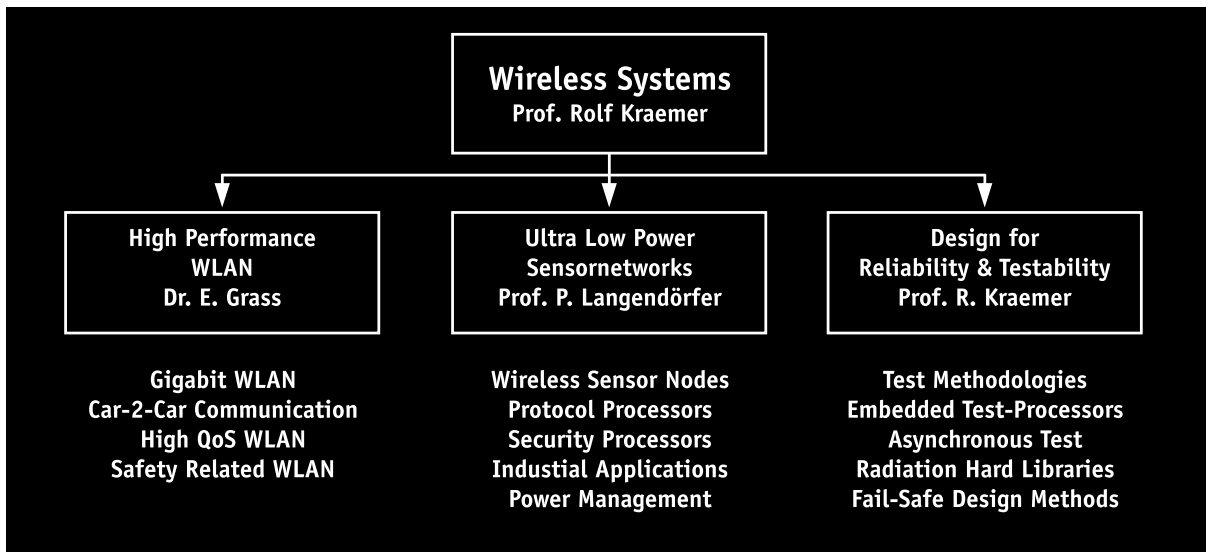 Wireless Systems
Prof. Rolf Kraemer
High Performance
WLAN
Dr. E. Grass
Ultra Low Power
Sensornetworks
Prof. P. Langendörfer
Design for
Reliability & Testability
Prof. R. Kraemer
Gigabit WLAN
Car-2-Car Communication
High QoS WLAN
Safety Related WLAN
Wireless Sensor Nodes
Protocol Processors
Security Processors
Industial Applications
Power Management
Test Methodologies
Embedded Test-Processors
Asynchronous Test
Radiation Hard Libraries
Fail-Safe Design Methods